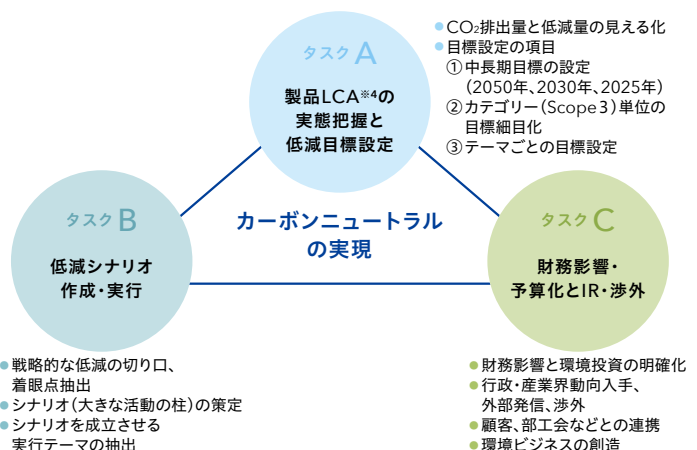 タスク A
製品LCA※4の
実態把握と
低減目標設定
●CO₂排出量と低減量の見える化
●目標設定の項目
①中長期目標の設定
（2050年、2030年、2025年）
②カテゴリー（Scope3）単位の
目標細目化
③テーマごとの目標設定
カーボンニュートラル
の実現
タスク B
低減シナリオ
作成・実行
●戦略的な低減の切り口、
着眼点抽出
●シナリオ（大きな活動の柱）の策定
●シナリオを成立させる
実行テーマの抽出
タスク C
財務影響・
予算化とIR・渉外
●財務影響と環境投資の明確化
●行政・産業界動向入手、
外部発信、渉外
●顧客、部工会などとの連携
●環境ビジネスの創造